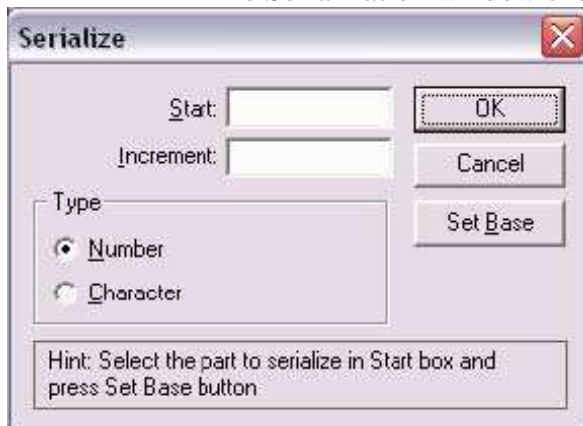 Serialize
Start:
OK
Increment:
Cancel
Type
Set Base
Number
Character
Hint: Select the part to serialize in Start box and
press Set Base button